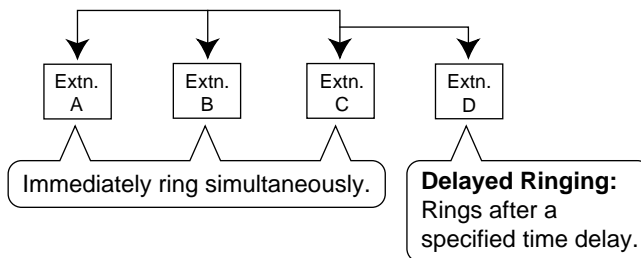 Extn.
A
Extn.
B
Extn.
C
Extn.
D
Immediately ring simultaneously.
Delayed Ringing:
Rings after a
specified time delay.